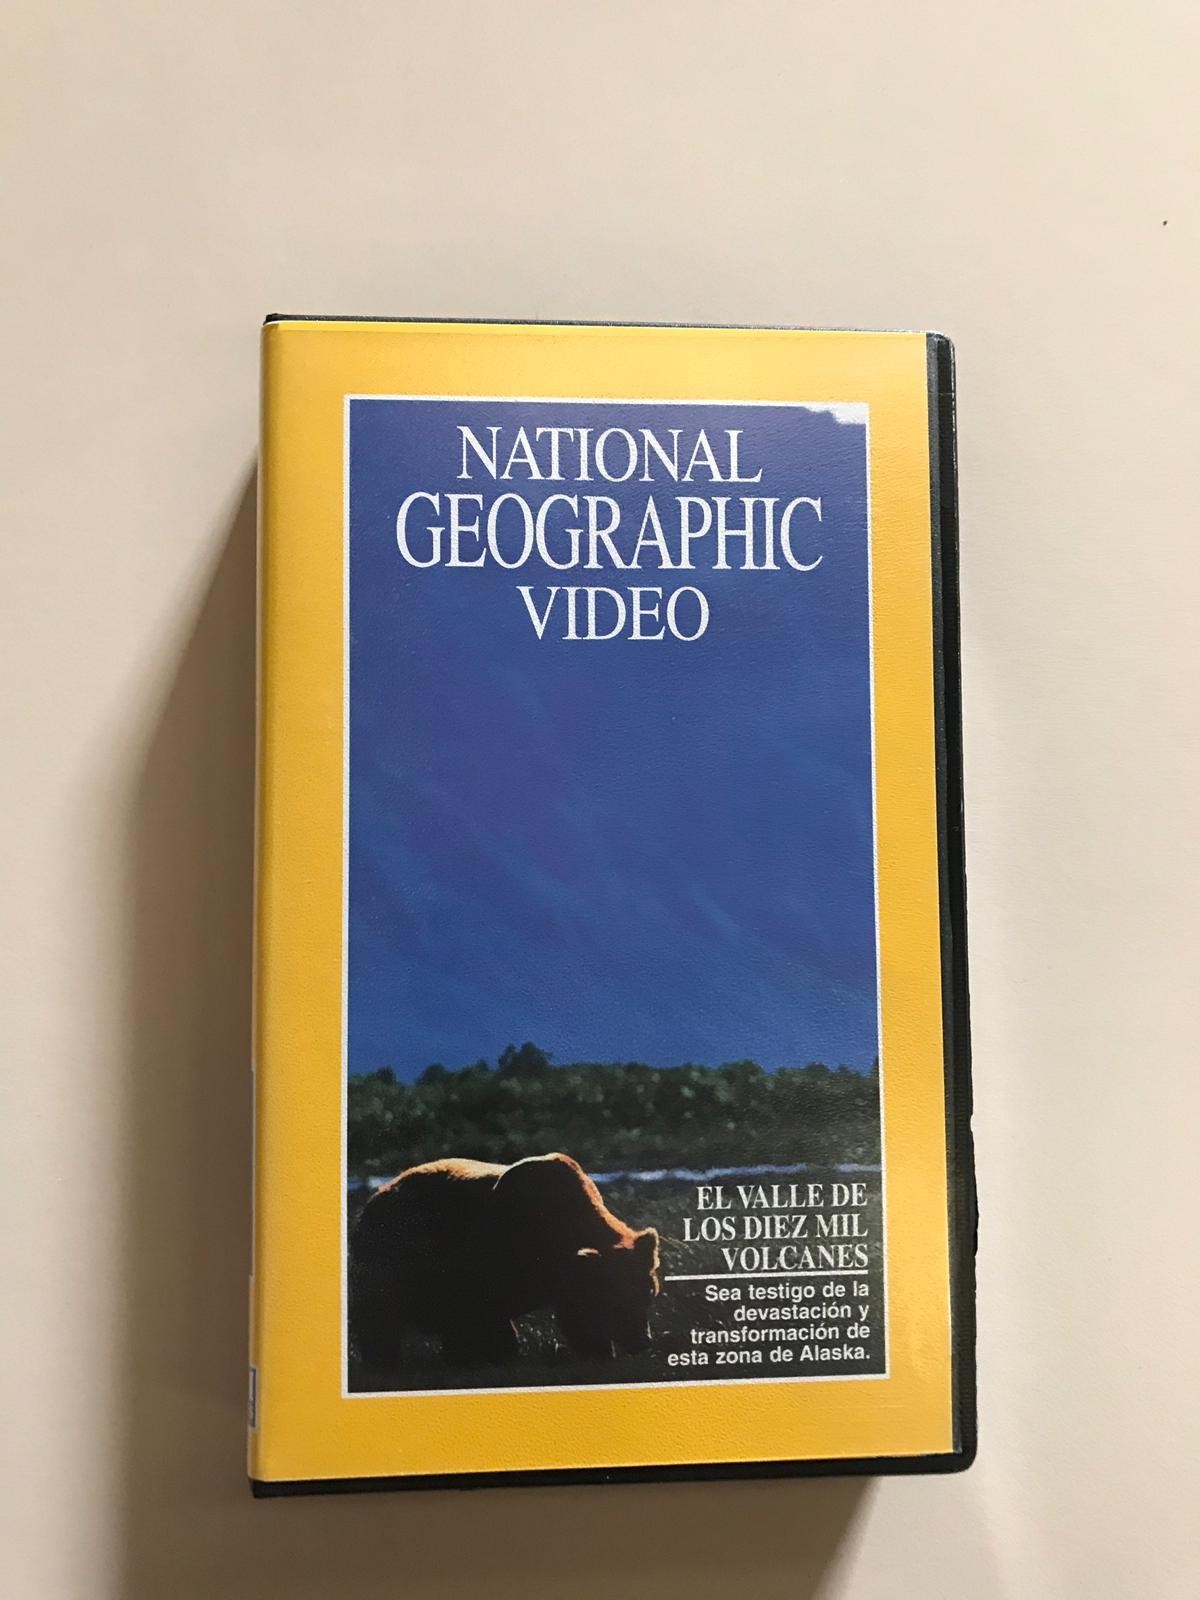 NATIONAL
GEOGRAPHIC
VIDEO
EL VALLE DE
LOS DIEZ MIL
VOLCANES
Sea testigo de la
devastación y
transformación de
esta zona de Alaska.